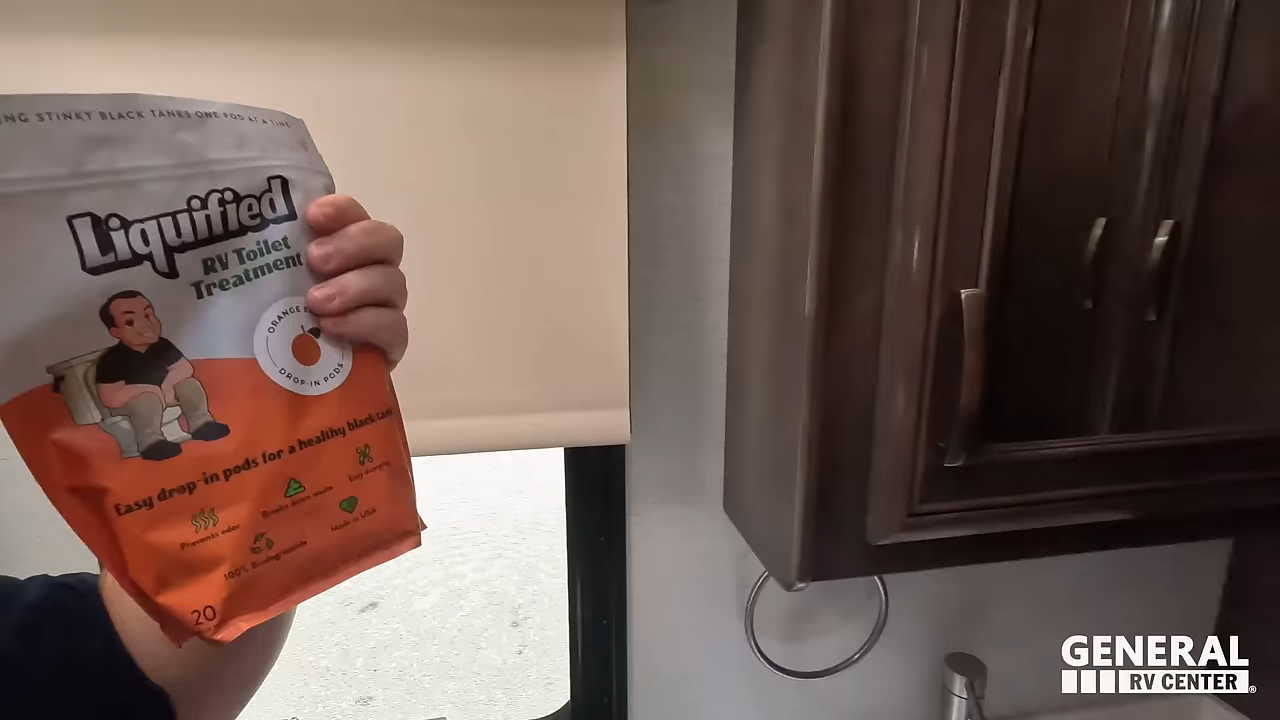 NG STINKY BLACK TANKS ONE POD AT A TIME
Liquified
RV Toilet
Treatment
ORANGE
DROP-IN PODS
Easy drop-in pods for a healthy black
Prevents odor
Breaks down waste
Easy dumping
100% Biodegradable
Made in USA
20
GENERAL
RV CENTER